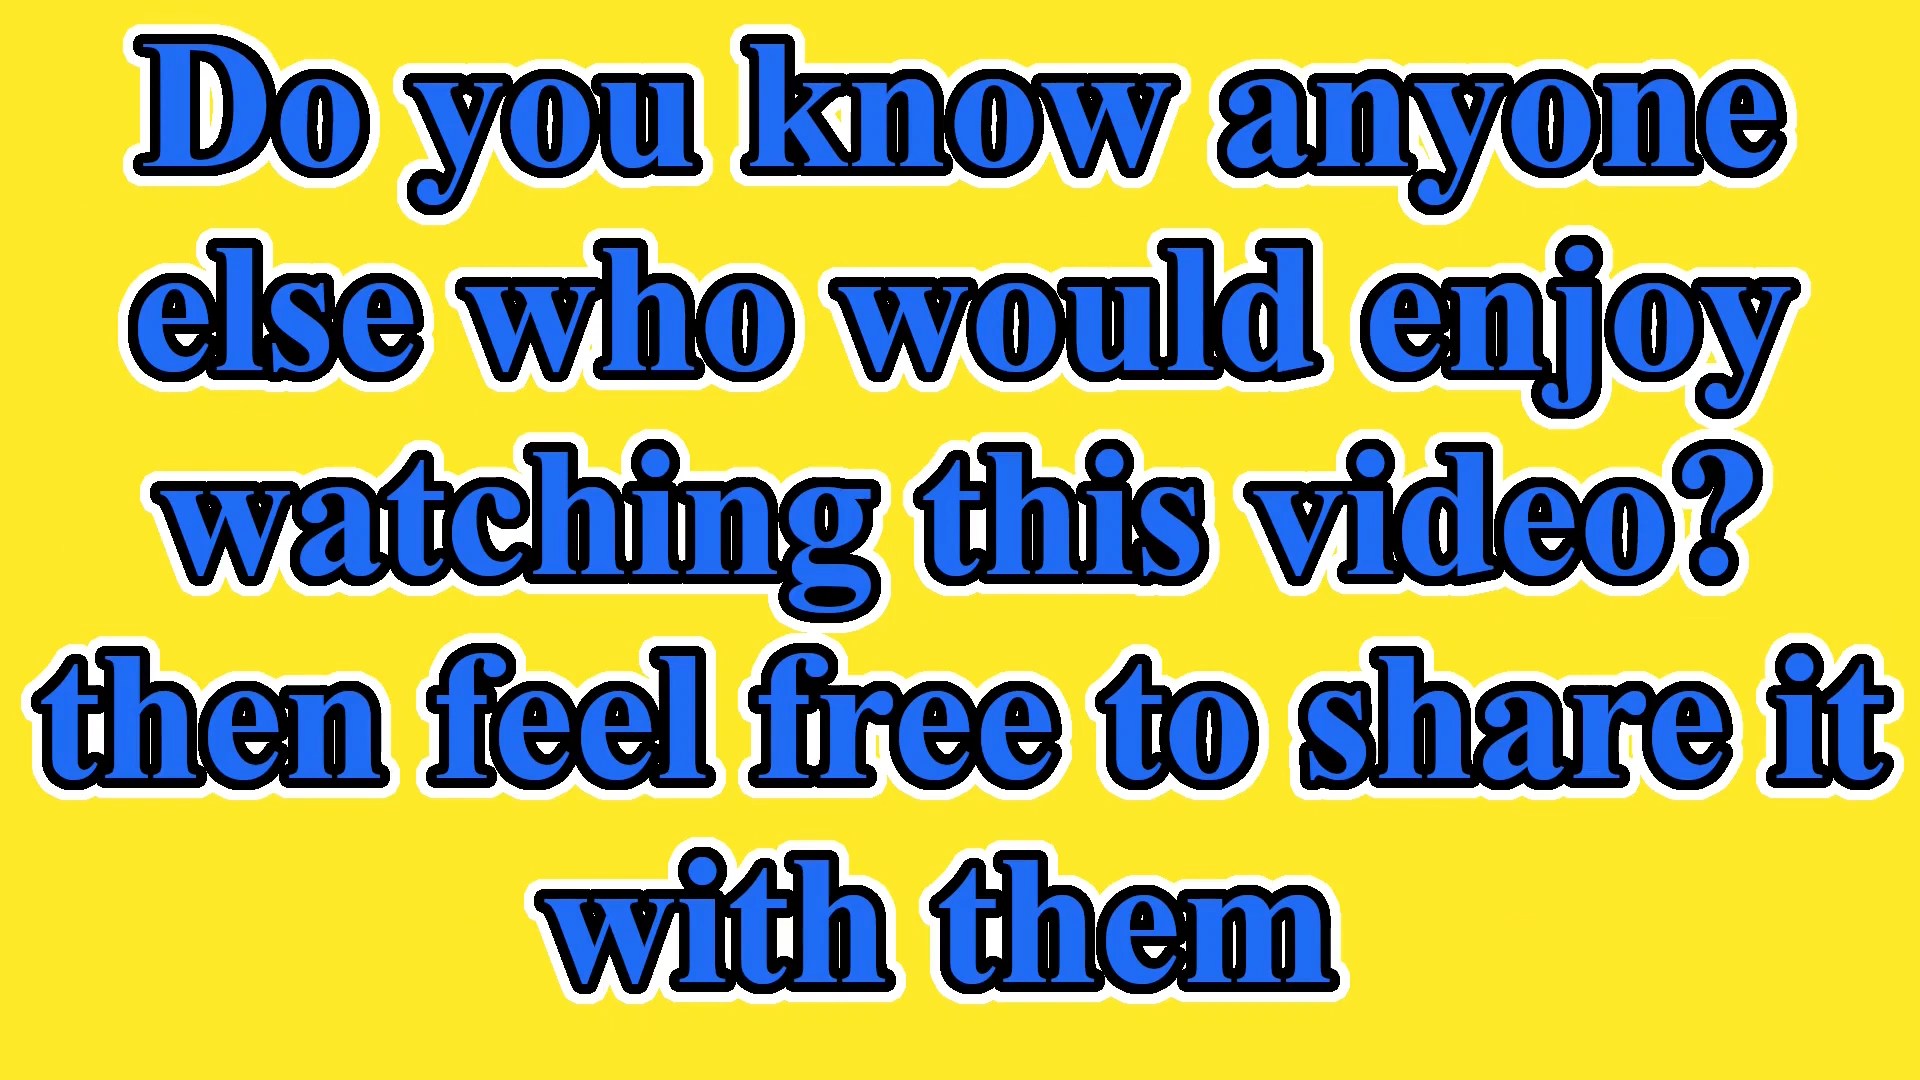 Do you know anyone
else who would enjoy
watching this video?
then feel free to share it
with them